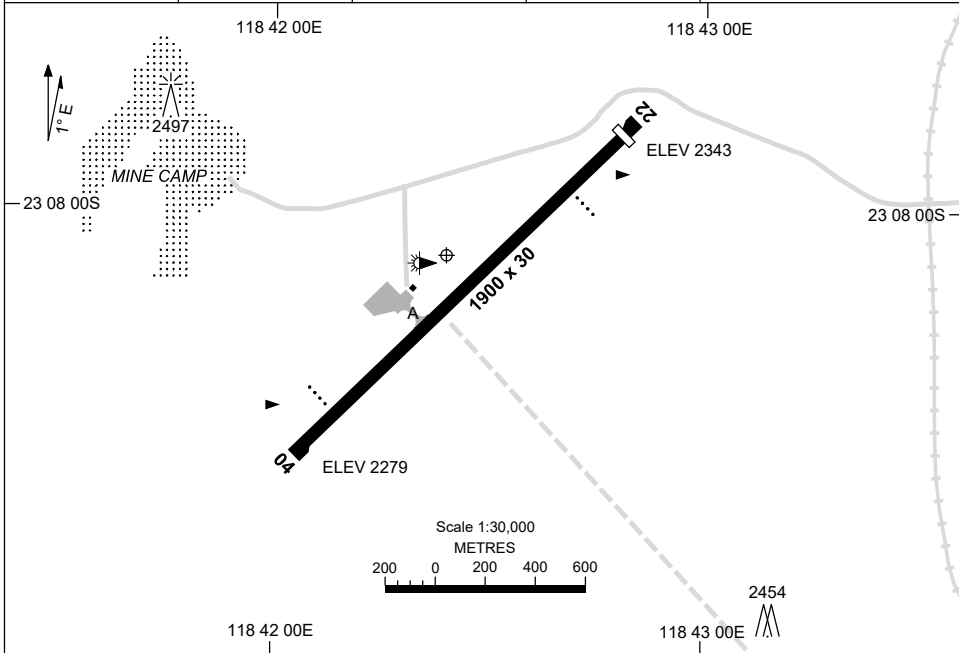 118 42 00E
118 43 00E
1° E
2497
MINE CAMP
22
ELEV 2343
23 08 00S
23 08 00S
1900 x 30
A
04
ELEV 2279
Scale 1:30,000
METRES
200 0 200 400 600
2454
118 42 00E
118 43 00E